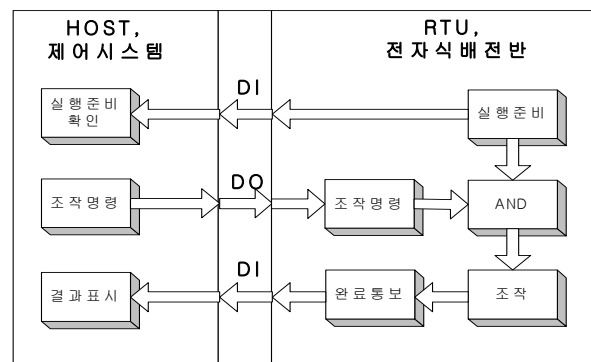 HOST,
제어시스템
RTU,
전자식배전반
DI
실행준비
확인
실행준비
DO
조작명령
조작명령
AND
DI
결과표시
완료통보
조작